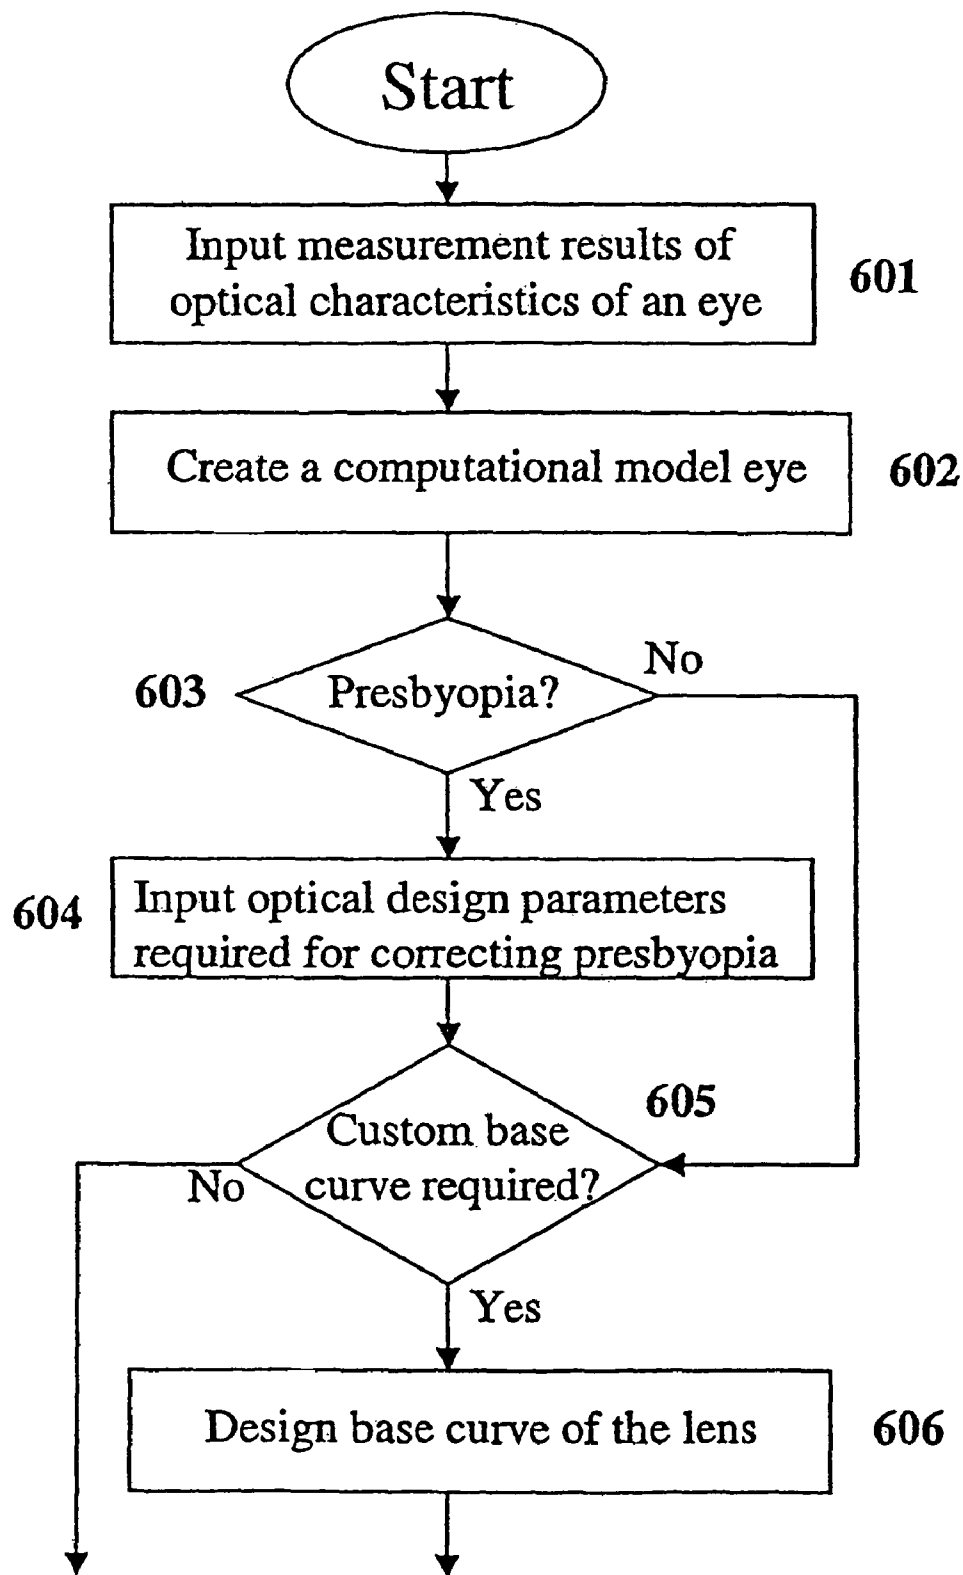 Start
Input measurement results of
optical characteristics of an eye
601
Create a computational model eye
602
603
Presbyopia?
No
Yes
604
Input optical design parameters
required for correcting presbyopia
605
Custom base
curve required?
No
Yes
Design base curve of the lens
606